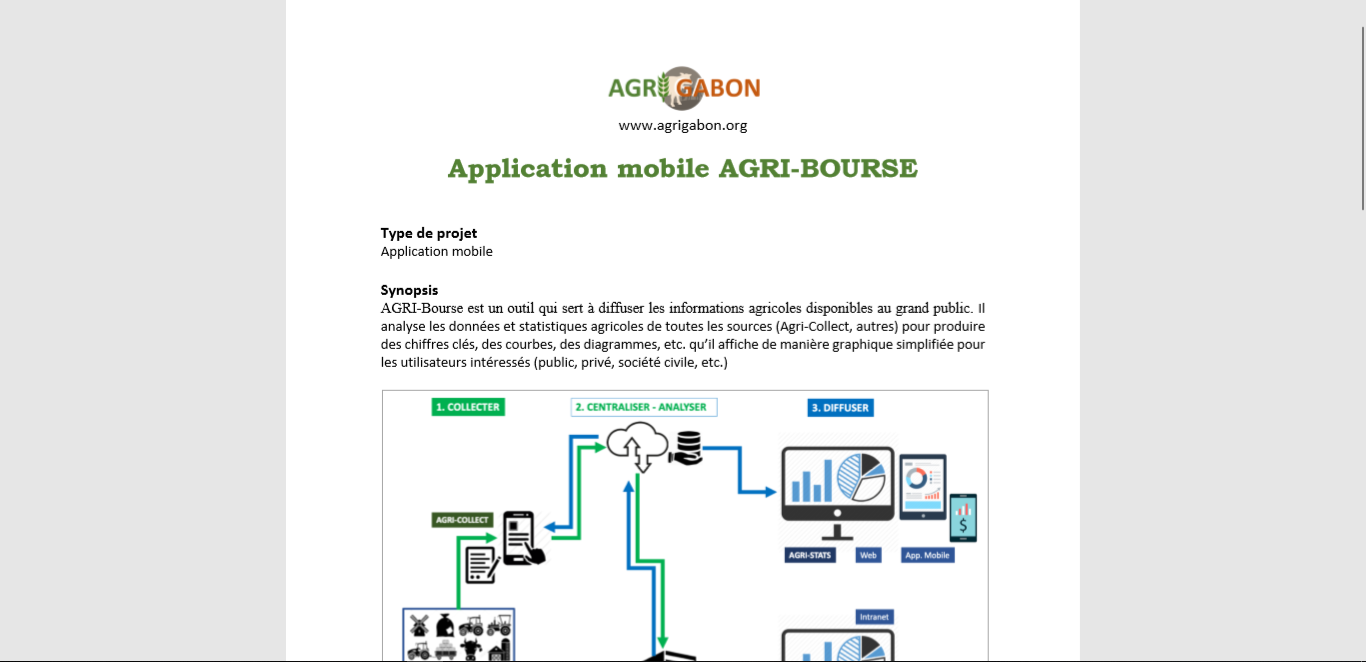 AGRI GABON
www.agrigabon.org
Application mobile AGRI-BOURSE
Type de projet
Application mobile
Synopsis
AGRI-Bourse est un outil qui sert à diffuser les informations agricoles disponibles au grand public. Il
analyse les données et statistiques agricoles de toutes les sources (Agri-Collect, autres) pour produire
des chiffres clés, des courbes, des diagrammes, etc. qu’il affiche de manière graphique simplifiée pour
les utilisateurs intéressés (public, privé, société civile, etc.)
1. COLLECTER
2. CENTRALISER - ANALYSER
3. DIFFUSER
AGRI-COLLECT
$
AGRI-STATS
Web
App. Mobile
Intranet